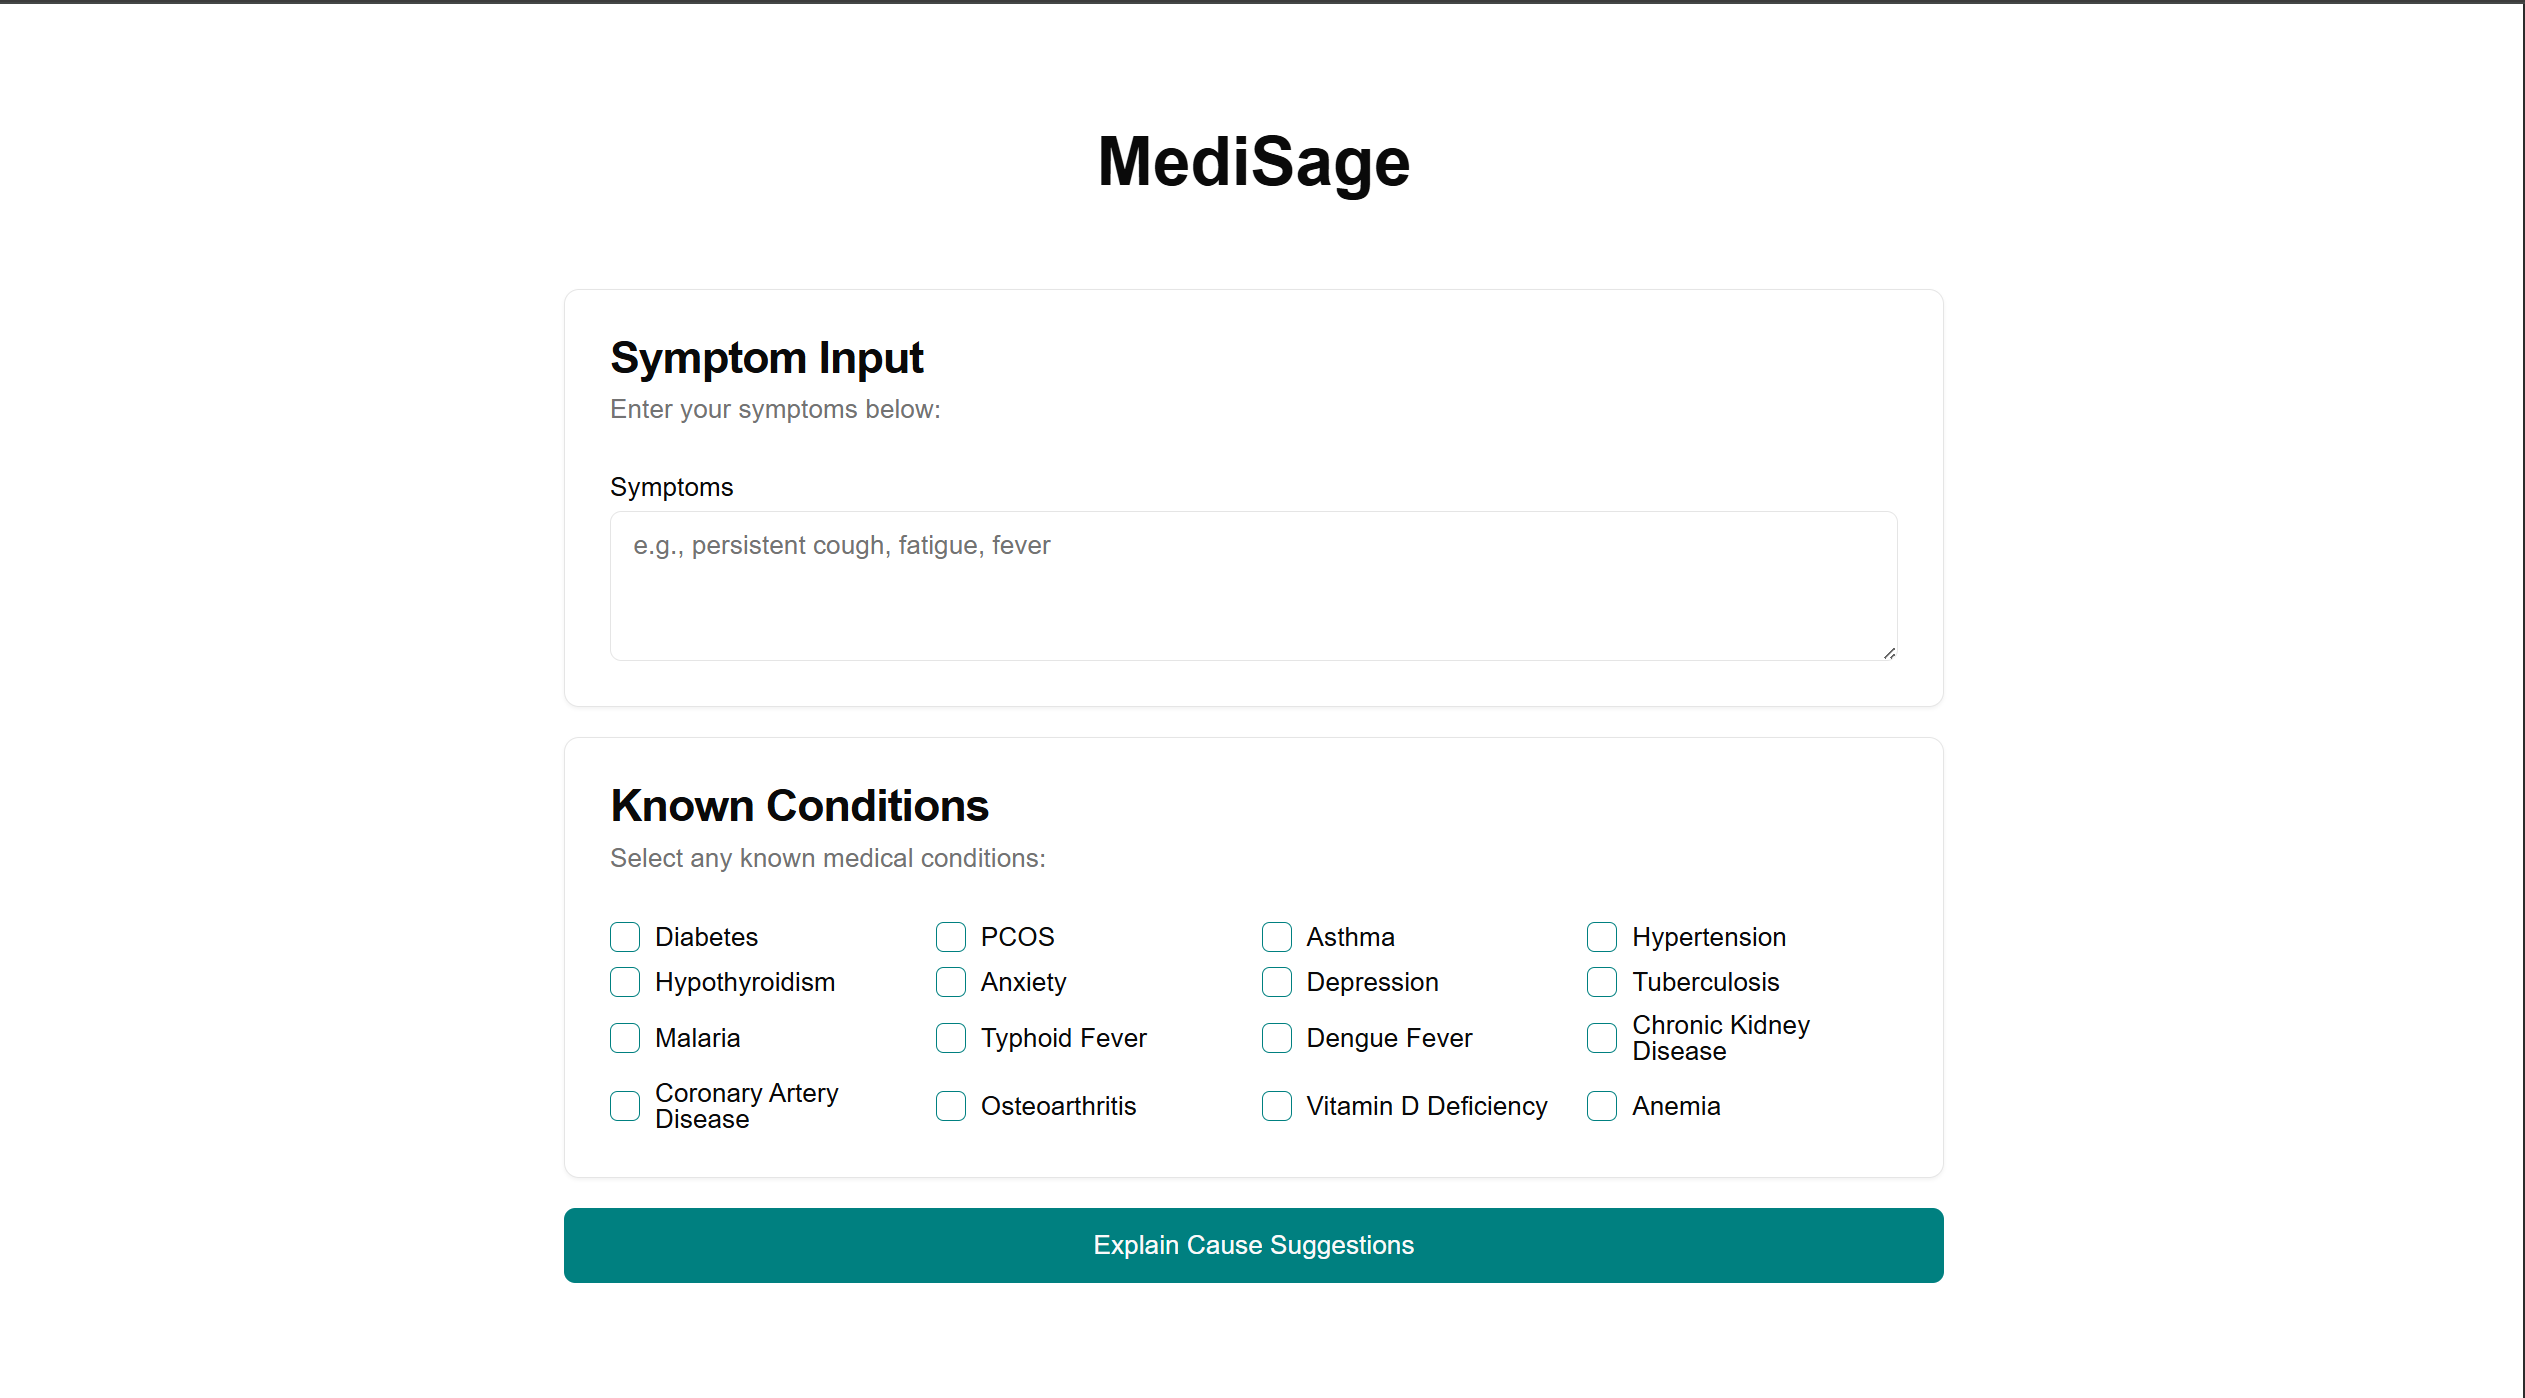 MediSage
Symptom Input
Enter your symptoms below:
Symptoms
e.g., persistent cough, fatigue, fever
Known Conditions
Select any known medical conditions:
Diabetes
PCOS
Asthma
Hypertension
Hypothyroidism
Anxiety
Depression
Tuberculosis
Malaria
Typhoid Fever
Dengue Fever
Chronic Kidney
Disease
Coronary Artery
Disease
Osteoarthritis
Vitamin D Deficiency
Anemia
Explain Cause Suggestions